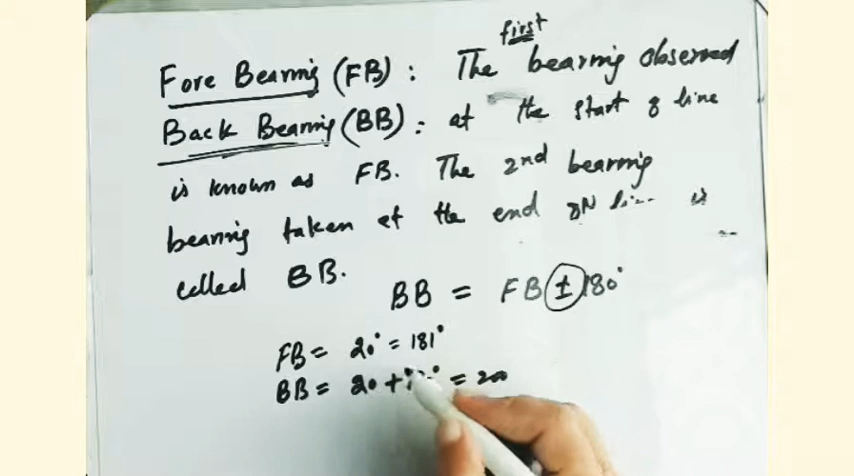 first
Fore Bearing (FB) : The bearing observed
Back Bearing (BB) : at the start of line
is known as FB. The 2nd bearing
bearing taken at the end line is
called BB.
BB = FB ± 180°
FB = 20° = 181°
BB = 20 + = 200